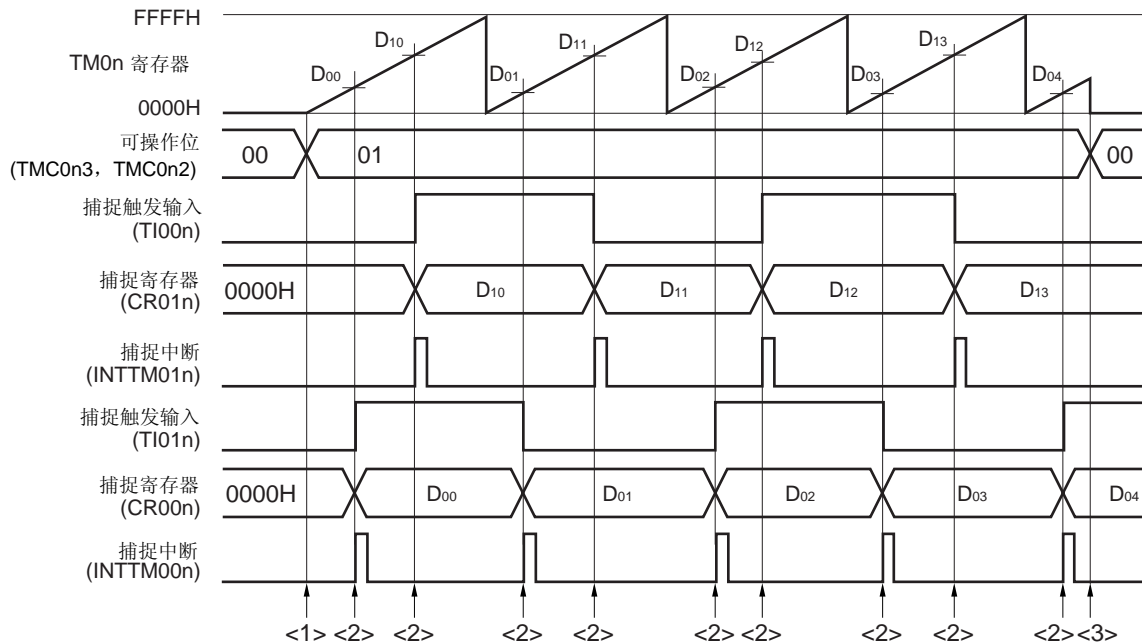 FFFFH
TM0n 寄存器
0000H
D10
D11
D12
D13
D00
D01
D02
D03
D04
可操作位
(TMC0n3，TMC0n2)
00
01
00
捕捉触发输入
(TI00n)
捕捉寄存器
(CR01n)
0000H
D10
D11
D12
D13
捕捉中断
(INTTM01n)
捕捉触发输入
(TI01n)
捕捉寄存器
(CR00n)
0000H
D00
D01
D02
D03
D04
捕捉中断
(INTTM00n)
<1> <2> <2> <2> <2> <2> <2> <2> <2> <2> <3>